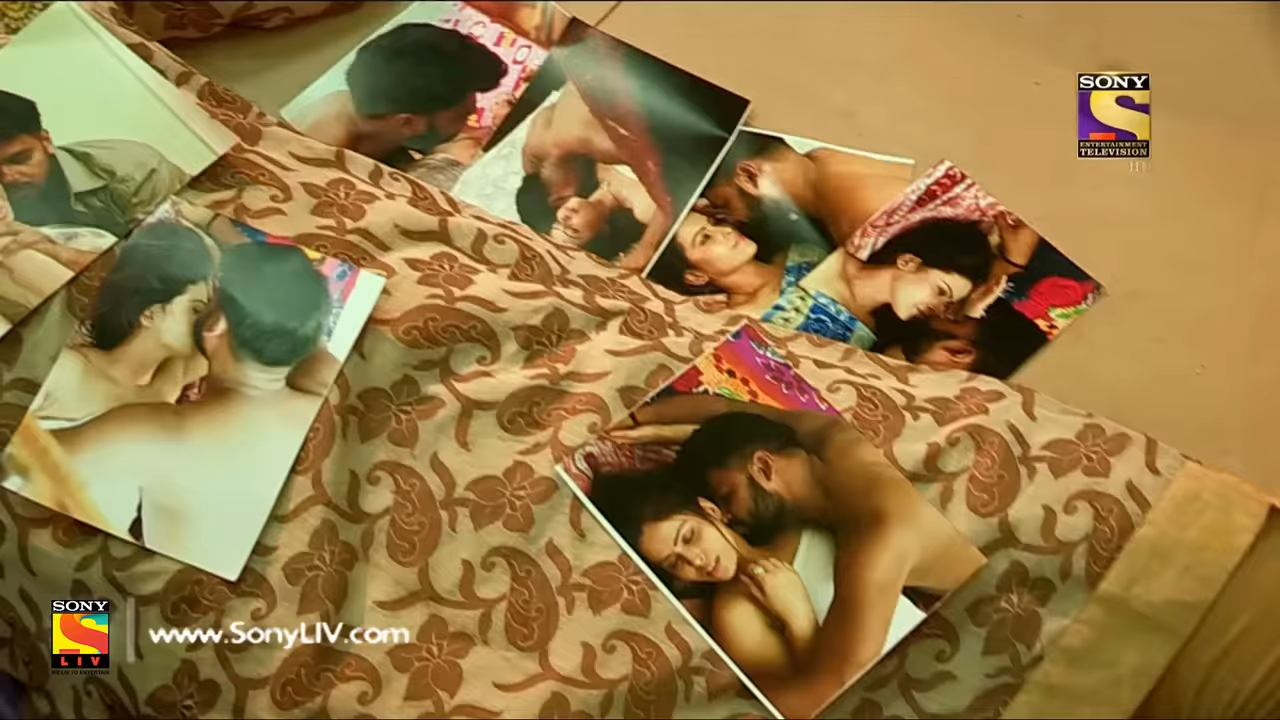 SONY
ENTERTAINMENT
TELEVISION
SONY
LIV
www.SonyLIV.com